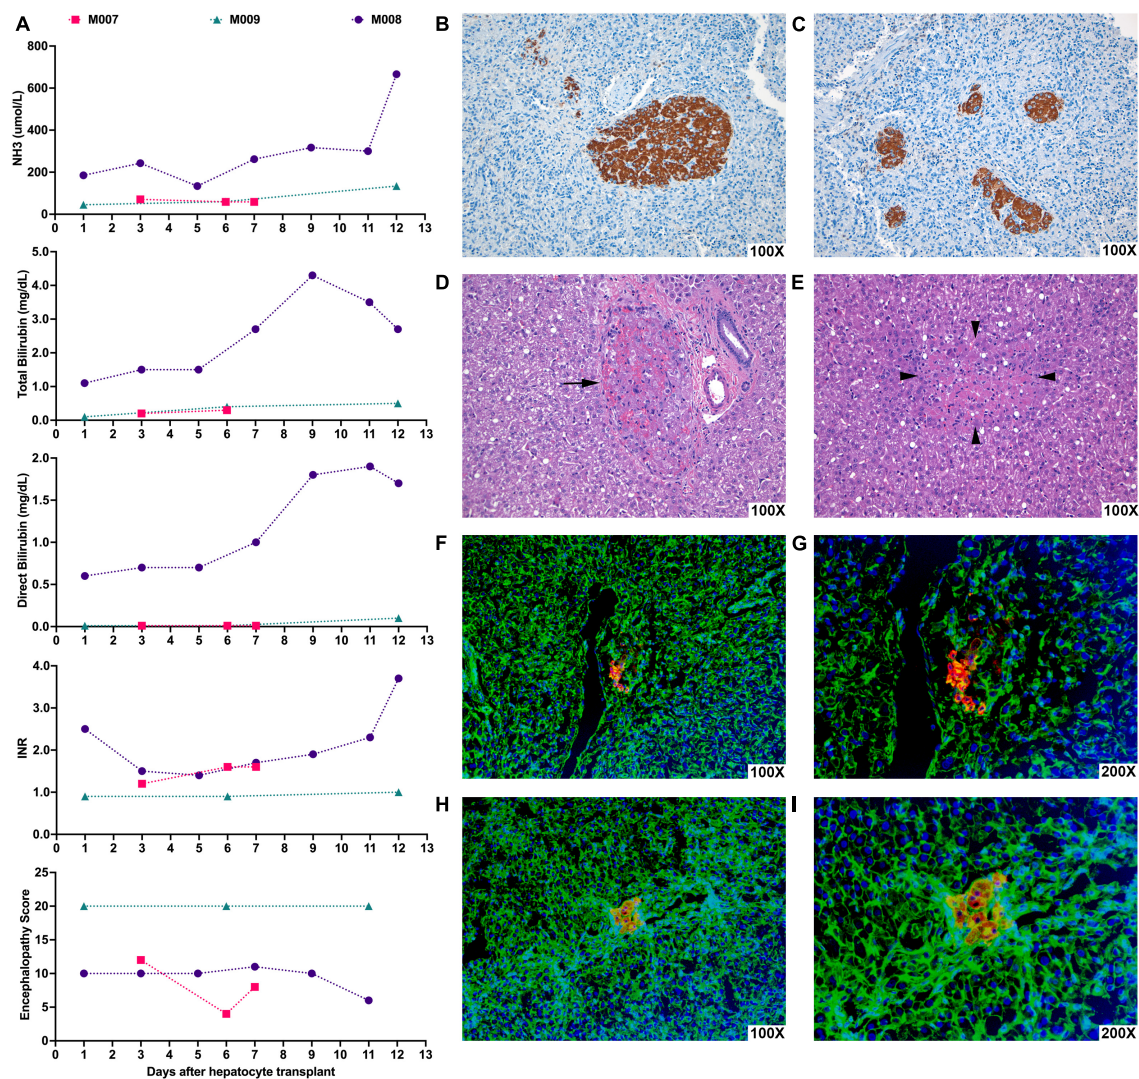 A
M007
M009
M008
NH3 (umol/L)
800
600
400
200
0
0 1 2 3 4 5 6 7 8 9 10 11 12 13
Total Bilirubin (mg/dL)
5.0
4.0
3.0
2.0
1.0
0.0
0 1 2 3 4 5 6 7 8 9 10 11 12 13
Direct Bilirubin (mg/dL)
2.0
1.5
1.0
0.5
0.0
0 1 2 3 4 5 6 7 8 9 10 11 12 13
INR
4.0
3.0
2.0
1.0
0.0
0 1 2 3 4 5 6 7 8 9 10 11 12 13
Encephalopathy Score
25
20
15
10
5
0
0 1 2 3 4 5 6 7 8 9 10 11 12 13
Days after hepatocyte transplant
B
100X
C
100X
D
100X
E
100X
F
100X
G
200X
H
100X
I
200X